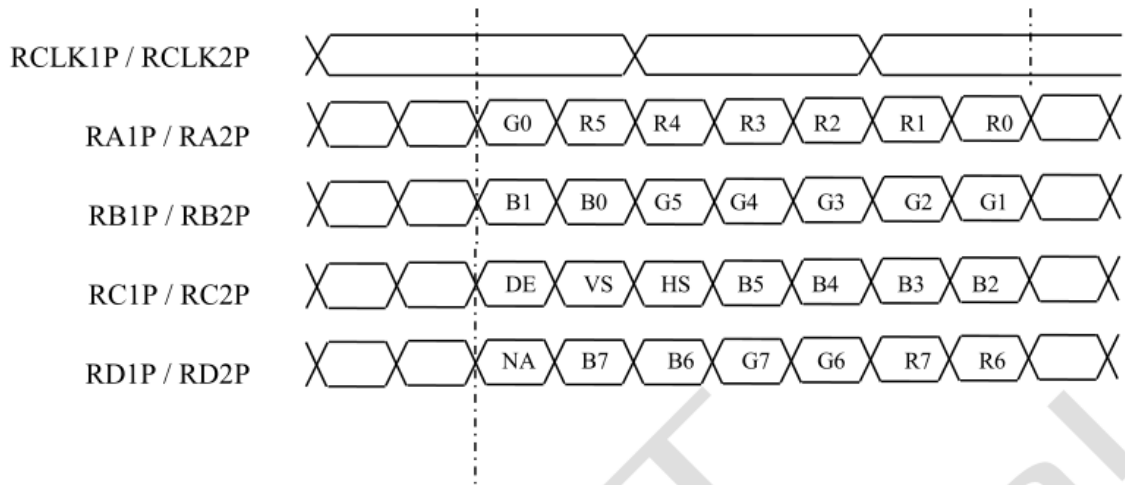 RCLK1P / RCLK2P
RA1P / RA2P G0 R5 R4 R3 R2 R1 R0
RB1P / RB2P B1 B0 G5 G4 G3 G2 G1
RC1P / RC2P DE VS HS B5 B4 B3 B2
RD1P / RD2P NA B7 B6 G7 G6 R7 R6